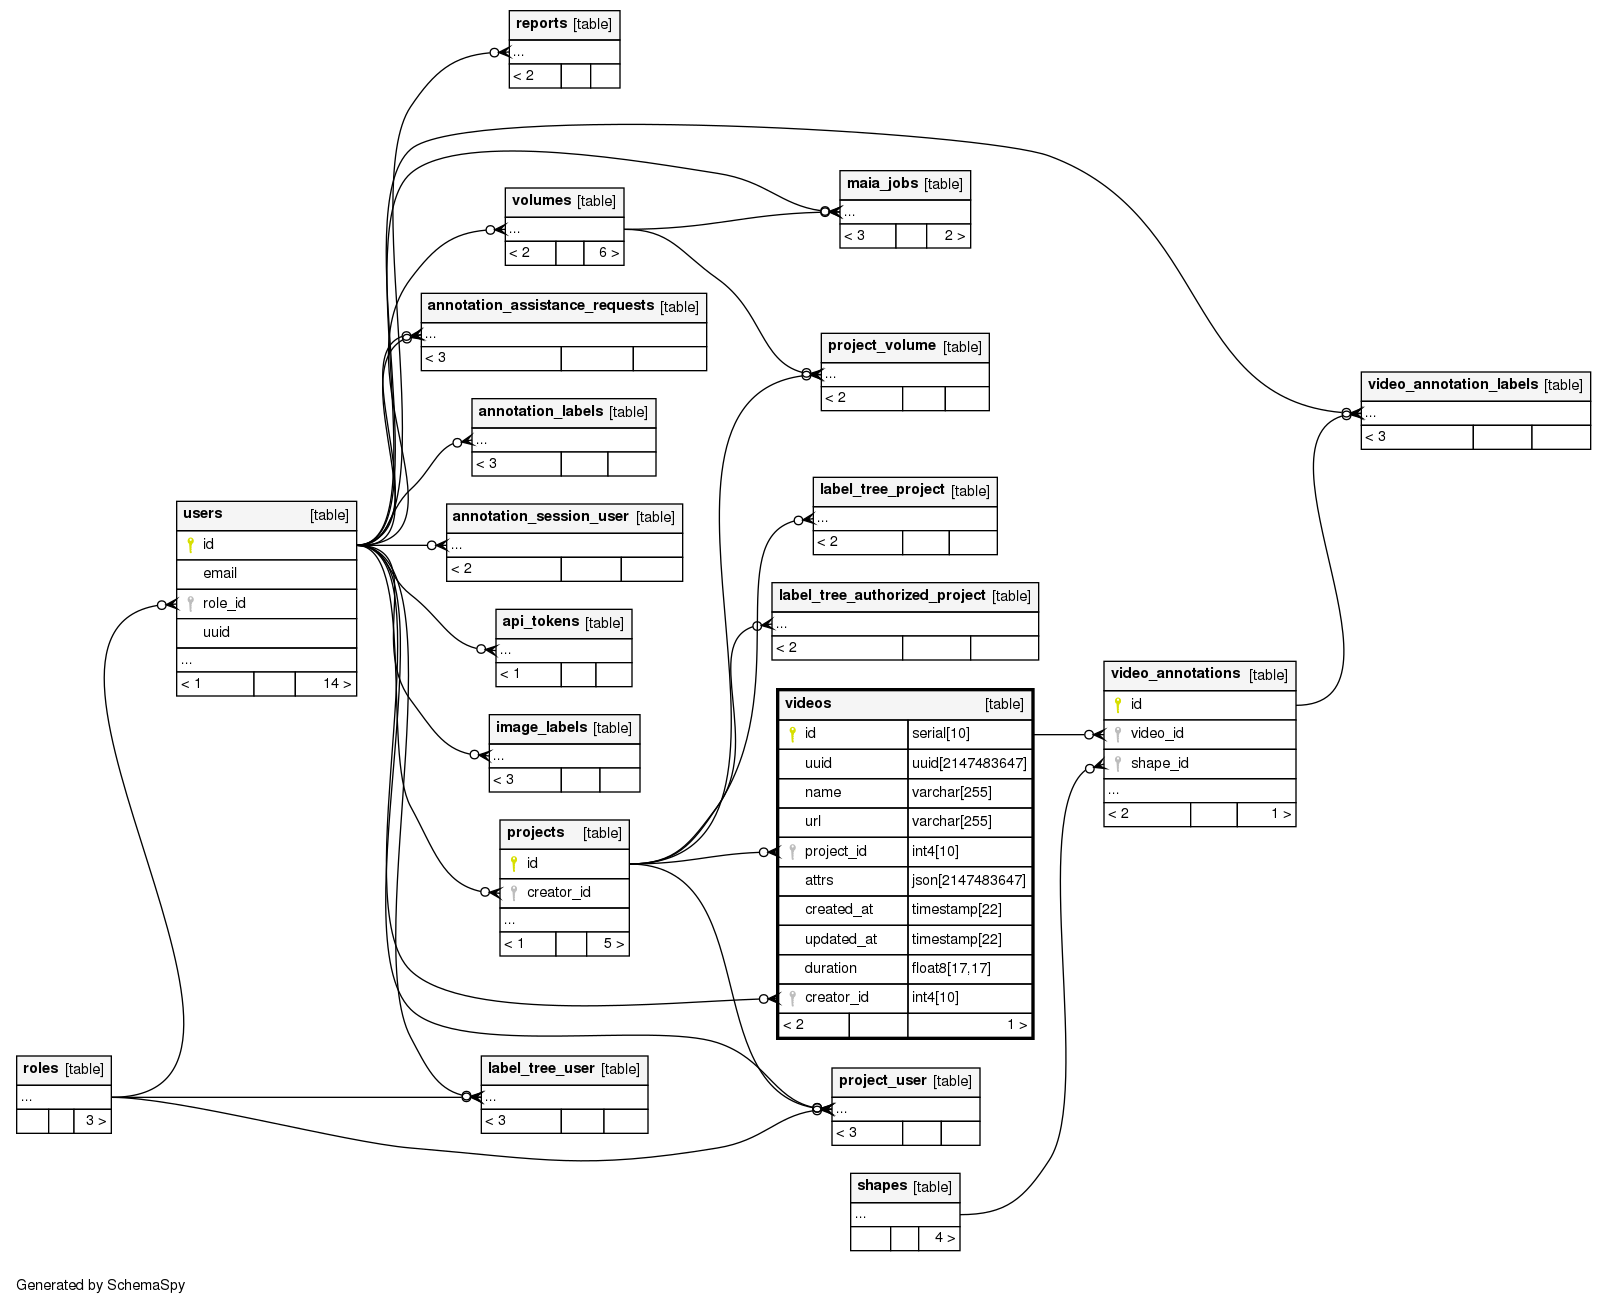 reports [table]
...
< 2
maia_jobs [table]
...
< 3 2 >
volumes [table]
...
< 2 6 >
annotation_assistance_requests [table]
...
< 3
project_volume [table]
...
< 2
video_annotation_labels [table]
...
< 3
annotation_labels [table]
...
< 3
label_tree_project [table]
...
< 2
users [table]
id
email
role_id
uuid
...
< 1 14 >
annotation_session_user [table]
...
< 2
label_tree_authorized_project [table]
...
< 2
api_tokens [table]
...
< 1
video_annotations [table]
id
video_id
shape_id
...
< 2 1 >
videos [table]
id serial[10]
uuid uuid[2147483647]
name varchar[255]
url varchar[255]
project_id int4[10]
attrs json[2147483647]
created_at timestamp[22]
updated_at timestamp[22]
duration float8[17,17]
creator_id int4[10]
< 2 1 >
image_labels [table]
...
< 3
projects [table]
id
creator_id
...
< 1 5 >
roles [table]
...
3 >
label_tree_user [table]
...
< 3
project_user [table]
...
< 3
shapes [table]
...
4 >
Generated by SchemaSpy